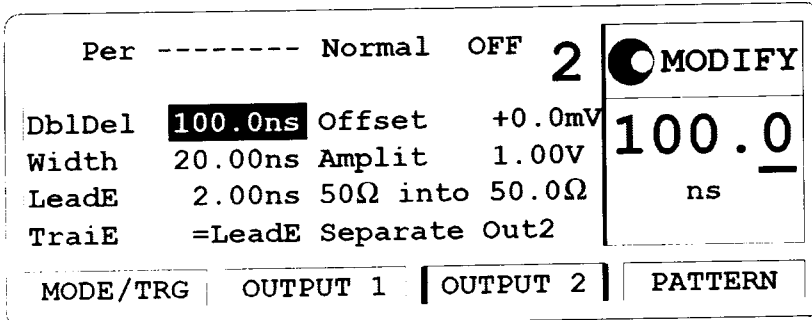 Per -------- Normal OFF 2
MODIFY
DblDel 100.0ns Offset +0.0mV
Width 20.00ns Amplit 1.00V
LeadE 2.00ns 50Ω into 50.0Ω
TraiE =LeadE Separate Out2
100.0
ns
MODE/TRG OUTPUT 1 OUTPUT 2 PATTERN